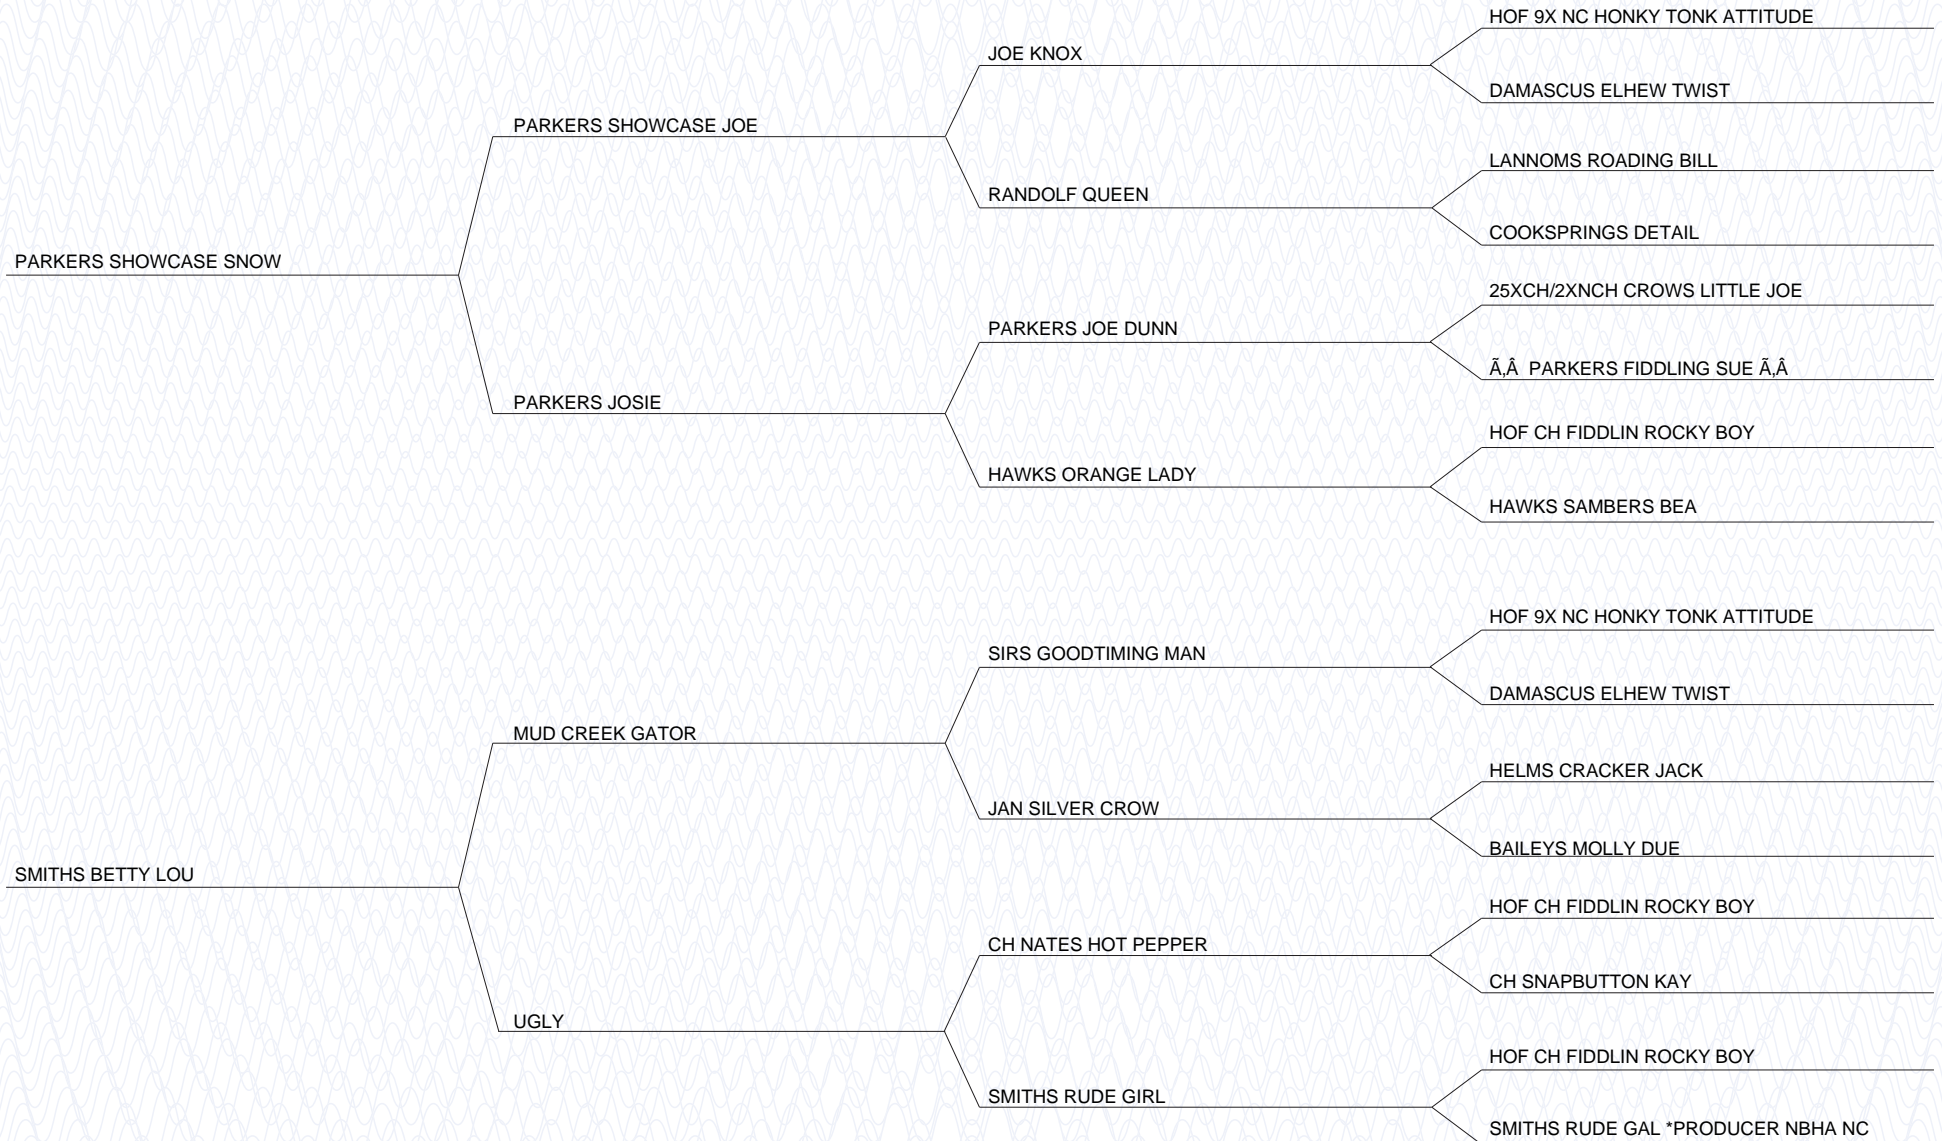 HOF 9X NC HONKY TONK ATTITUDE
JOE KNOX
DAMASCUS ELHEW TWIST
PARKERS SHOWCASE JOE
LANNOMS ROADING BILL
RANDOLF QUEEN
COOKSPRINGS DETAIL
PARKERS SHOWCASE SNOW
25XCH/2XNCH CROWS LITTLE JOE
PARKERS JOE DUNN
Ã,Â PARKERS FIDDLING SUE Ã,Â
PARKERS JOSIE
HOF CH FIDDLIN ROCKY BOY
HAWKS ORANGE LADY
HAWKS SAMBERS BEA
HOF 9X NC HONKY TONK ATTITUDE
SIRS GOODTIMING MAN
DAMASCUS ELHEW TWIST
MUD CREEK GATOR
HELMS CRACKER JACK
JAN SILVER CROW
BAILEYS MOLLY DUE
SMITHS BETTY LOU
HOF CH FIDDLIN ROCKY BOY
CH NATES HOT PEPPER
CH SNAPBUTTON KAY
UGLY
HOF CH FIDDLIN ROCKY BOY
SMITHS RUDE GIRL
SMITHS RUDE GAL *PRODUCER NBHA NC